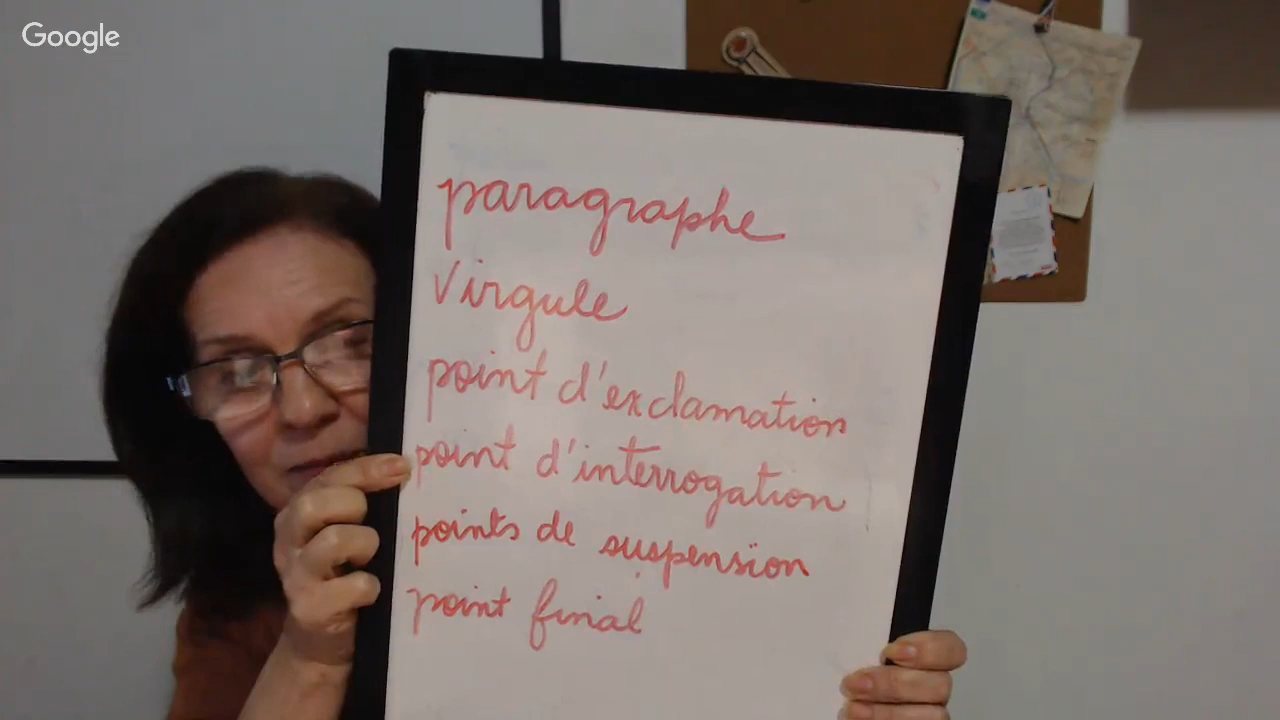 Google
paragraphe
virgule
point d'exclamation
point d'interrogation
points de suspension
point final